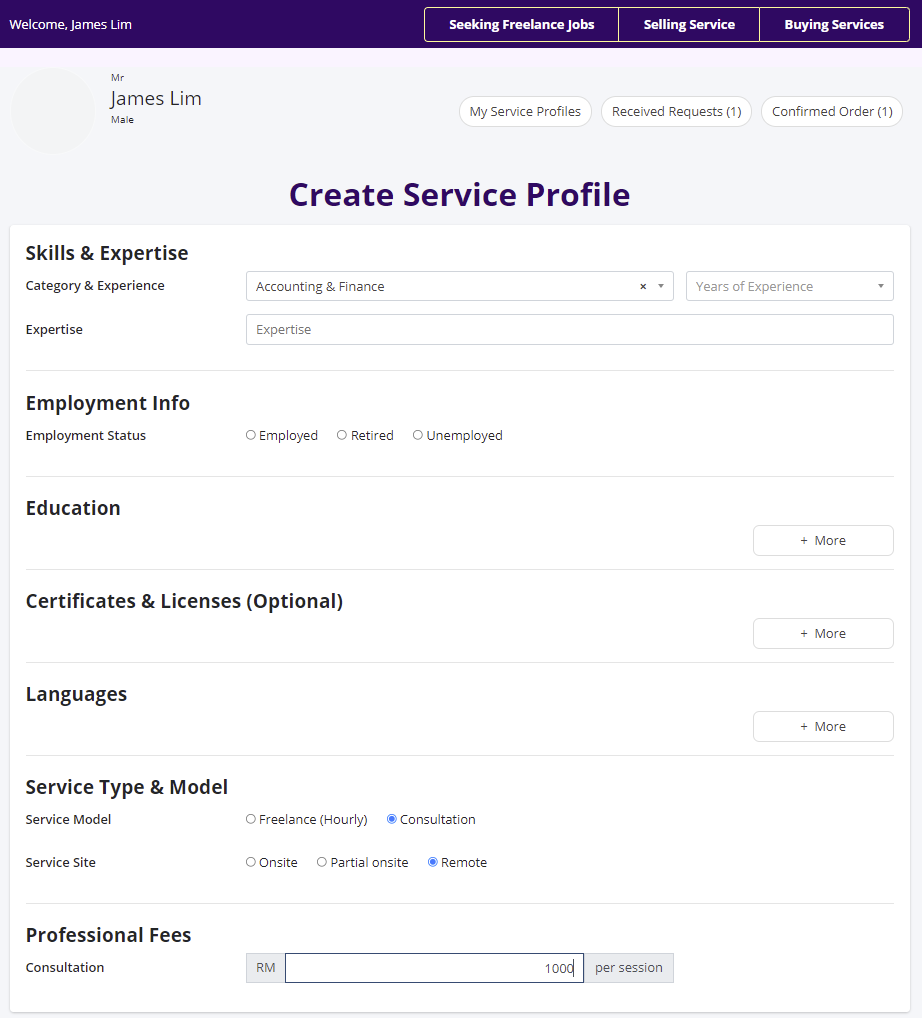 Welcome, James Lim
Seeking Freelance Jobs
Selling Service
Buying Services
Mr
James Lim
Male
My Service Profiles
Received Requests (1)
Confirmed Order (1)
Create Service Profile
Skills & Expertise
Category & Experience
Accounting & Finance ×
Years of Experience
Expertise
Expertise
Employment Info
Employment Status
Employed
Retired
Unemployed
Education
+ More
Certificates & Licenses (Optional)
+ More
Languages
+ More
Service Type & Model
Service Model
Freelance (Hourly)
Consultation
Service Site
Onsite
Partial onsite
Remote
Professional Fees
Consultation
RM
1000
per session